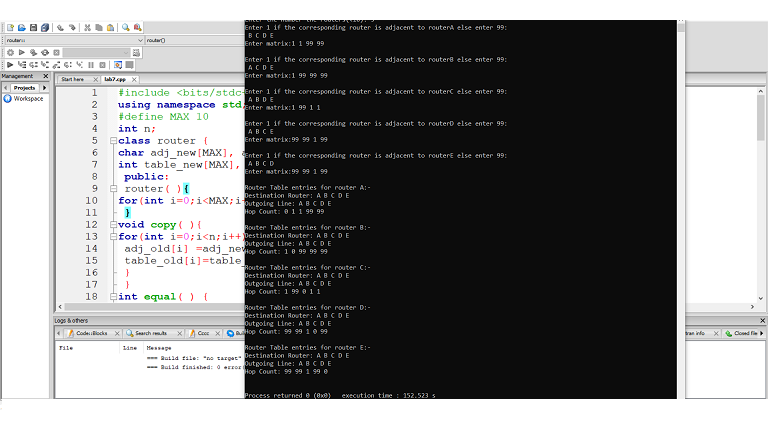 router::
router()
Management
Projects
Workspace
Start here
lab7.cpp
1 #include <bits/stdc
2 using namespace std
3 #define MAX 10
4 int n;
5 class router {
6 char adj_new[MAX],
7 int table_new[MAX],
8 public:
9 router( ){
10 for(int i=0;i<MAX;i
11 }
12 void copy( ){
13 for(int i=0;i<n;i++
14 adj_old[i] =adj_new
15 table_old[i]=table_
16 }
17 }
18 int equal( ) {
Enter 1 if the corresponding router is adjacent to routerA else enter 99:
B C D E
Enter matrix:1 1 99 99
Enter 1 if the corresponding router is adjacent to routerB else enter 99:
A C D E
Enter matrix:1 99 99 99
Enter 1 if the corresponding router is adjacent to routerC else enter 99:
A B D E
Enter matrix:1 99 1 1
Enter 1 if the corresponding router is adjacent to routerD else enter 99:
A B C E
Enter matrix:99 99 1 99
Enter 1 if the corresponding router is adjacent to routerE else enter 99:
A B C D
Enter matrix:99 99 1 99
Router Table entries for router A:-
Destination Router: A B C D E
Outgoing Line: A B C D E
Hop Count: 0 1 1 99 99
Router Table entries for router B:-
Destination Router: A B C D E
Outgoing Line: A B C D E
Hop Count: 1 0 99 99 99
Router Table entries for router C:-
Destination Router: A B C D E
Outgoing Line: A B C D E
Hop Count: 1 99 0 1 1
Router Table entries for router D:-
Destination Router: A B C D E
Outgoing Line: A B C D E
Hop Count: 99 99 1 0 99
Router Table entries for router E:-
Destination Router: A B C D E
Outgoing Line: A B C D E
Hop Count: 99 99 1 99 0
Process returned 0 (0x0) execution time : 152.523 s
Logs & others
Code::Blocks
Search results
Cccc
Closed file
File Line Message
=== Build file: "no target"
=== Build finished: 0 error